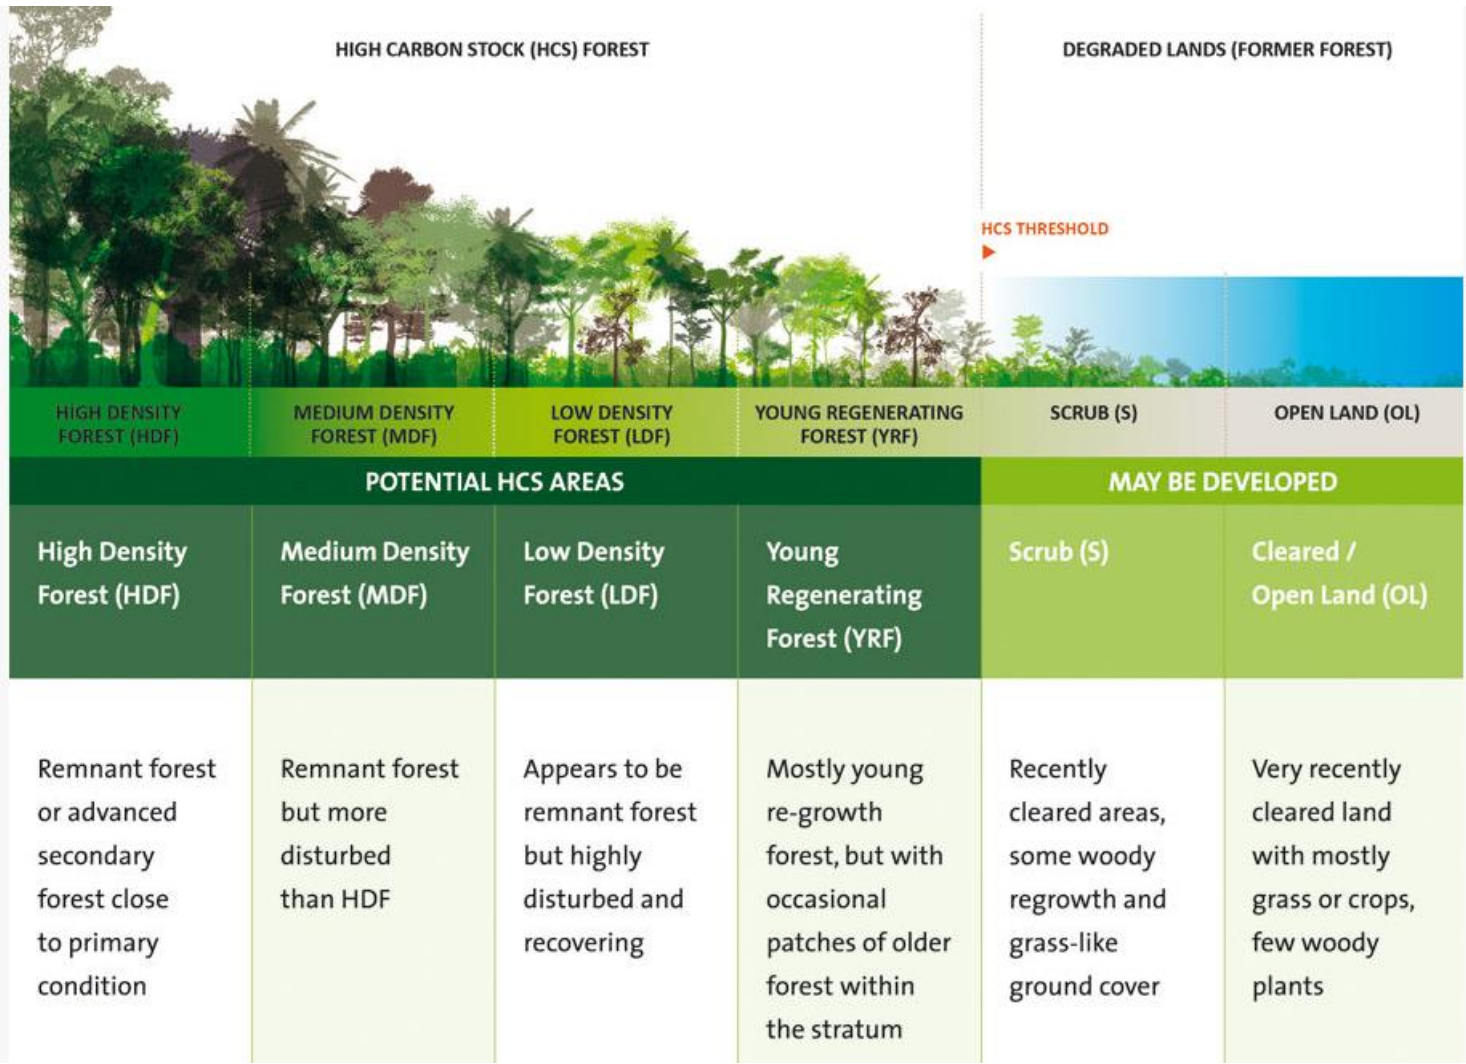 HIGH CARBON STOCK (HCS) FOREST
DEGRADED LANDS (FORMER FOREST)
HCS THRESHOLD
HIGH DENSITY
FOREST (HDF)
MEDIUM DENSITY
FOREST (MDF)
LOW DENSITY
FOREST (LDF)
YOUNG REGENERATING
FOREST (YRF)
SCRUB (S)
OPEN LAND (OL)
POTENTIAL HCS AREAS
MAY BE DEVELOPED
High Density
Forest (HDF)
Medium Density
Forest (MDF)
Low Density
Forest (LDF)
Young
Regenerating
Forest (YRF)
Scrub (S)
Cleared /
Open Land (OL)
Remnant forest
or advanced
secondary
forest close
to primary
condition
Remnant forest
but more
disturbed
than HDF
Appears to be
remnant forest
but highly
disturbed and
recovering
Mostly young
re-growth
forest, but with
occasional
patches of older
forest within
the stratum
Recently
cleared areas,
some woody
regrowth and
grass-like
ground cover
Very recently
cleared land
with mostly
grass or crops,
few woody
plants